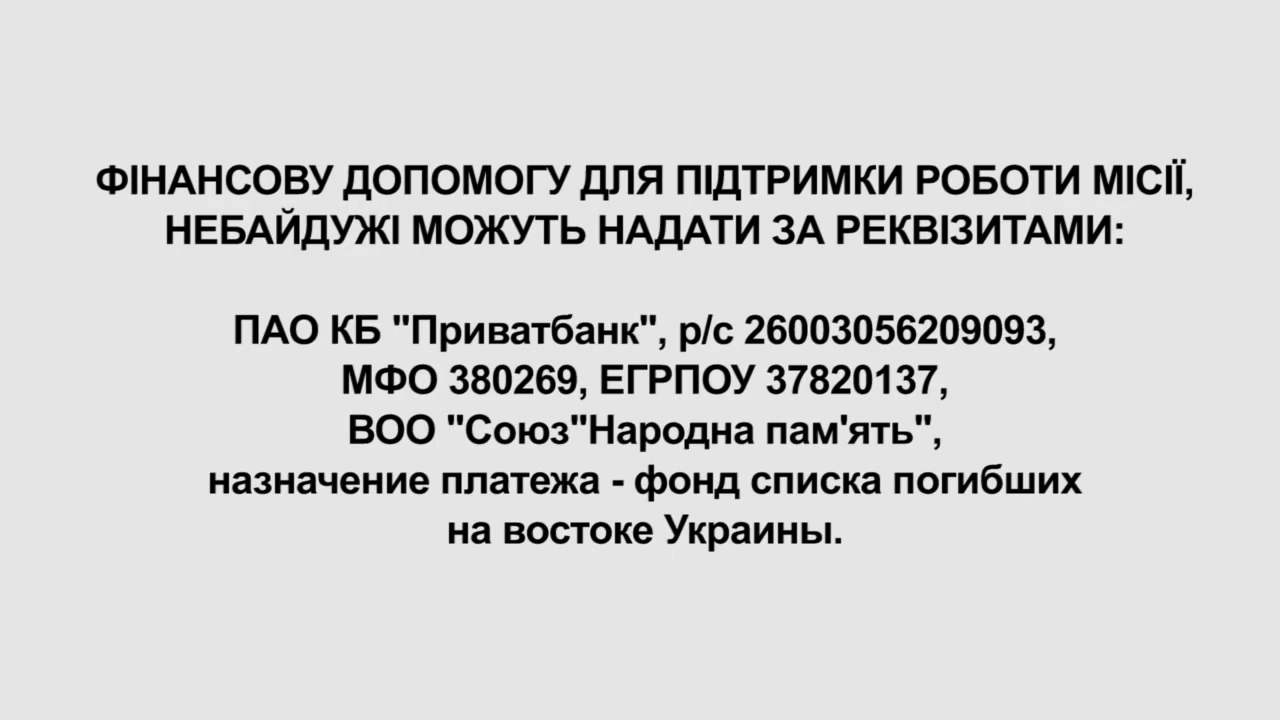 ФІНАНСОВУ ДОПОМОГУ ДЛЯ ПІДТРИМКИ РОБОТИ МІСІЇ,
НЕБАЙДУЖІ МОЖУТЬ НАДАТИ ЗА РЕКВІЗИТАМИ:
ПАО КБ "Приватбанк", р/с 26003056209093,
МФО 380269, ЕГРПОУ 37820137,
ВОО "Союз"Народна пам'ять",
назначение платежа - фонд списка погибших
на востоке Украины.